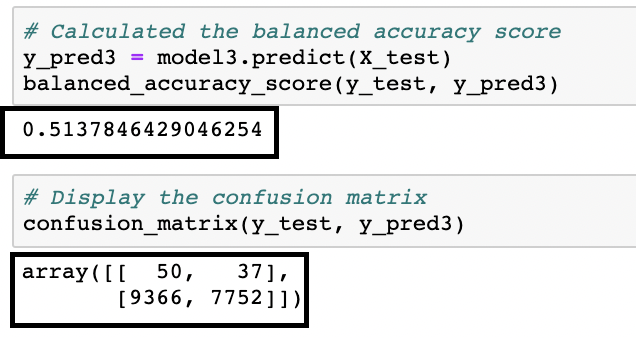 # Calculated the balanced accuracy score
y_pred3 = model3.predict(X_test)
balanced_accuracy_score(y_test, y_pred3)
0.5137846429046254
# Display the confusion matrix
confusion_matrix(y_test, y_pred3)
array([[  50,   37],
       [9366, 7752]])